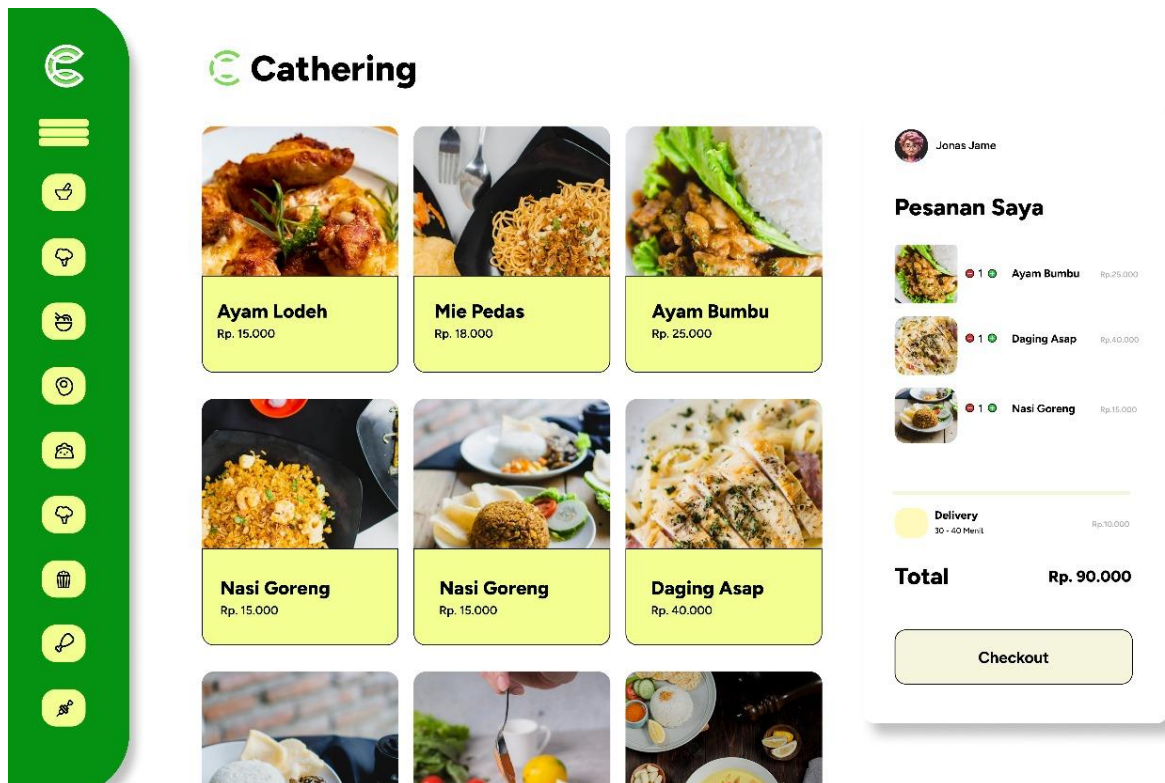 Cathering
Ayam Lodeh
Rp. 15.000
Mie Pedas
Rp. 18.000
Ayam Bumbu
Rp. 25.000
Nasi Goreng
Rp. 15.000
Nasi Goreng
Rp. 15.000
Daging Asap
Rp. 40.000
Jonas Jame
Pesanan Saya
1 Ayam Bumbu Rp.25.000
1 Daging Asap Rp.40.000
1 Nasi Goreng Rp.15.000
Delivery
30 - 40 Menit
Rp.10.000
Total Rp. 90.000
Checkout